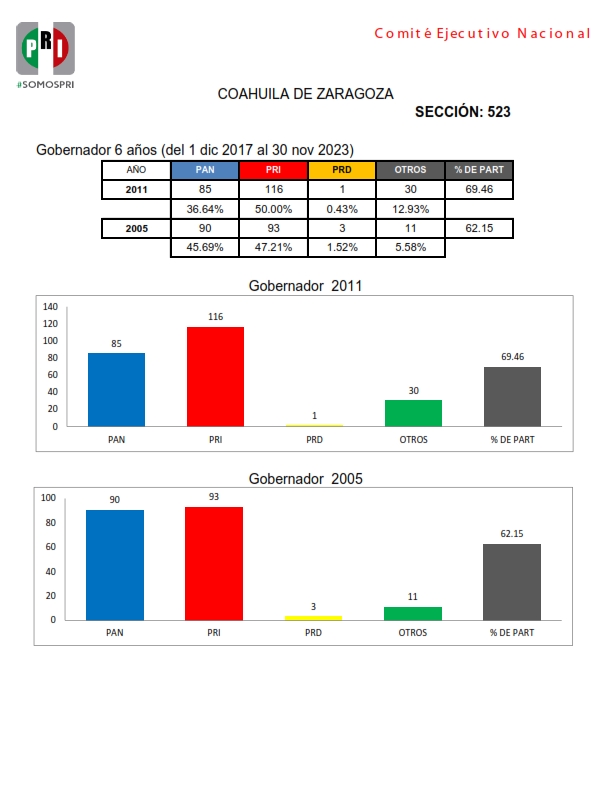 Comité Ejecutivo Nacional
PRI
#SOMOSPRI
COAHUILA DE ZARAGOZA
SECCIÓN: 523
Gobernador 6 años (del 1 dic 2017 al 30 nov 2023)
AÑO PAN PRI PRD OTROS % DE PART
2011 85 116 1 30 69.46
36.64% 50.00% 0.43% 12.93%
2005 90 93 3 11 62.15
45.69% 47.21% 1.52% 5.58%
Gobernador 2011
140
120
100
80
60
40
20
0
85
116
1
30
69.46
PAN PRI PRD OTROS % DE PART
Gobernador 2005
100
80
60
40
20
0
90
93
3
11
62.15
PAN PRI PRD OTROS % DE PART